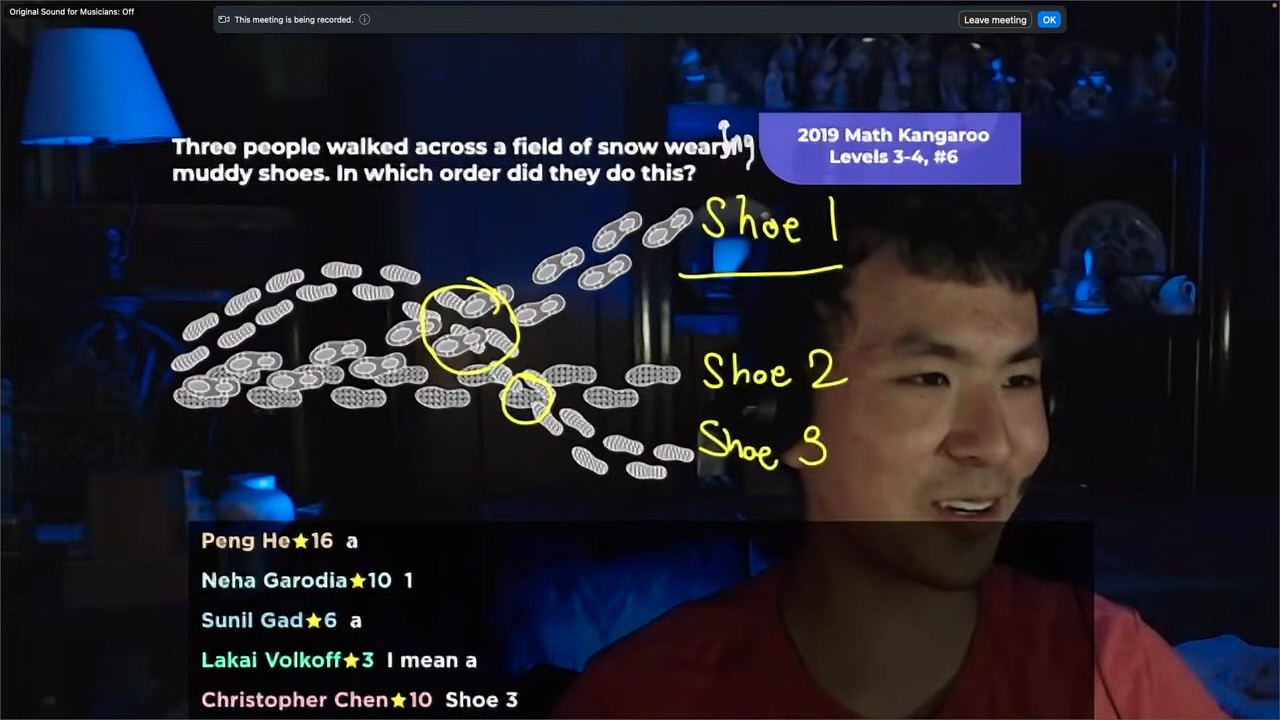 Original Sound for Musicians: Off
This meeting is being recorded.
Leave meeting
OK
Three people walked across a field of snow wearing
muddy shoes. In which order did they do this?
2019 Math Kangaroo
Levels 3-4, #6
Shoe 1
Shoe 2
Shoe 3
Peng He★16 a
Neha Garodia★10 1
Sunil Gad★6 a
Lakai Volkoff★3 I mean a
Christopher Chen★10 Shoe 3